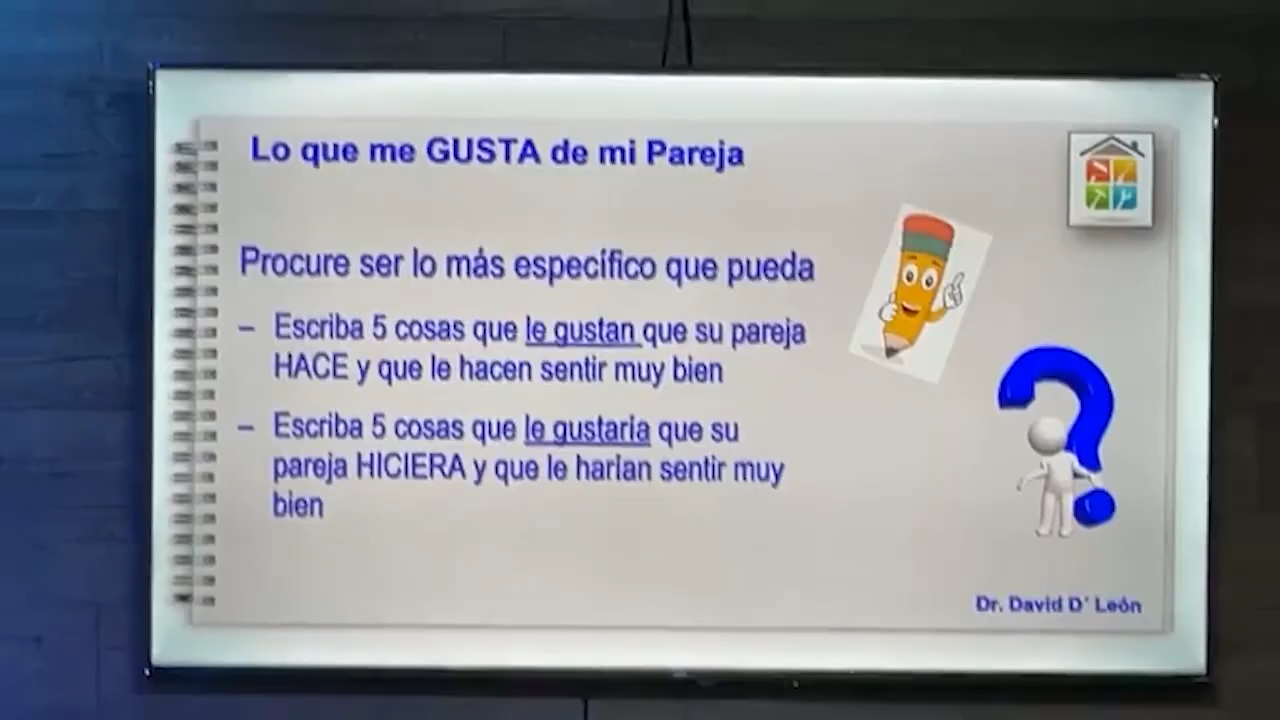 Lo que me GUSTA de mi Pareja
Procure ser lo más específico que pueda
– Escriba 5 cosas que le gustan que su pareja
HACE y que le hacen sentir muy bien
– Escriba 5 cosas que le gustaría que su
pareja HICIERA y que le harían sentir muy
bien
Dr. David D´ León